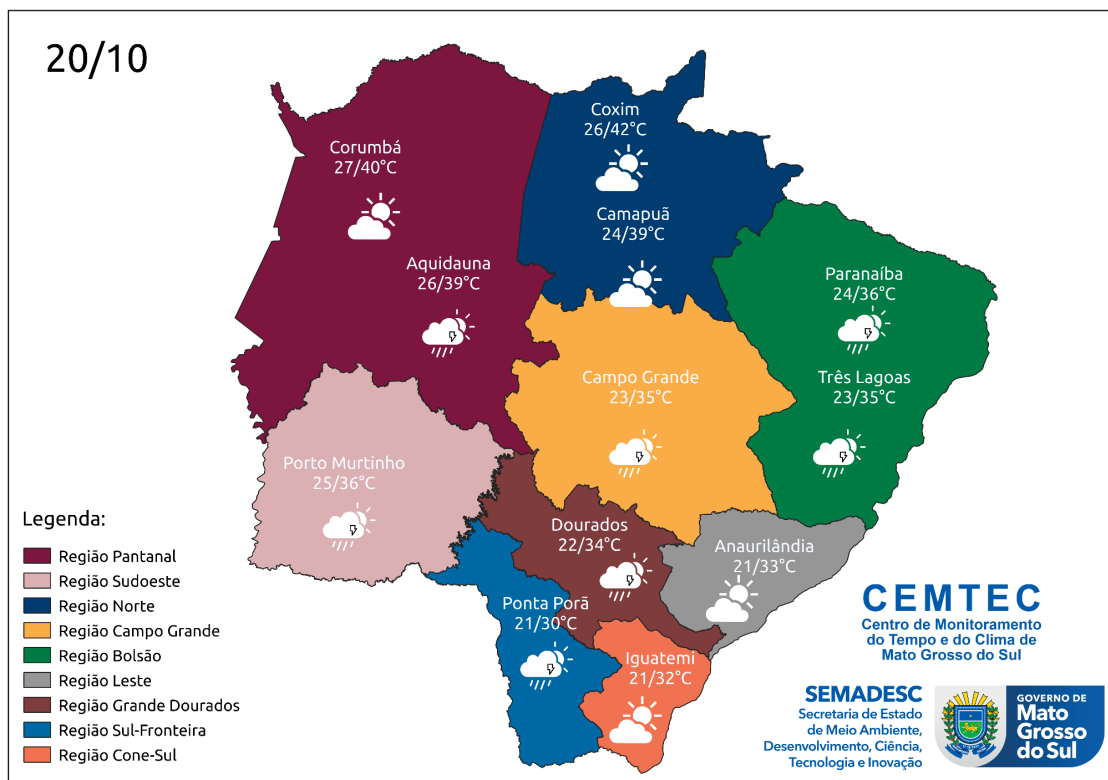 20/10
Coxim
26/42°C
Corumbá
27/40°C
Camapuã
24/39°C
Aquidauna
26/39°C
Paranaíba
24/36°C
Campo Grande
23/35°C
Três Lagoas
23/35°C
Porto Murtinho
25/36°C
Dourados
22/34°C
Anaurilândia
21/33°C
Ponta Porã
21/30°C
Iguatemi
21/32°C
Legenda:
Região Pantanal
Região Sudoeste
Região Norte
Região Campo Grande
Região Bolsão
Região Leste
Região Grande Dourados
Região Sul-Fronteira
Região Cone-Sul
CEMTEC
Centro de Monitoramento
do Tempo e do Clima de
Mato Grosso do Sul
SEMADESC
Secretaria de Estado
de Meio Ambiente,
Desenvolvimento, Ciência,
Tecnologia e Inovação
GOVERNO DE
Mato
Grosso
do Sul